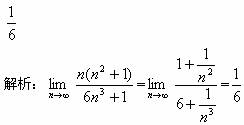 1/6
解析： lim_{n→∞} n(n²+1)/(6n³+1) = lim_{n→∞} (1+1/n²)/(6+1/n³) = 1/6